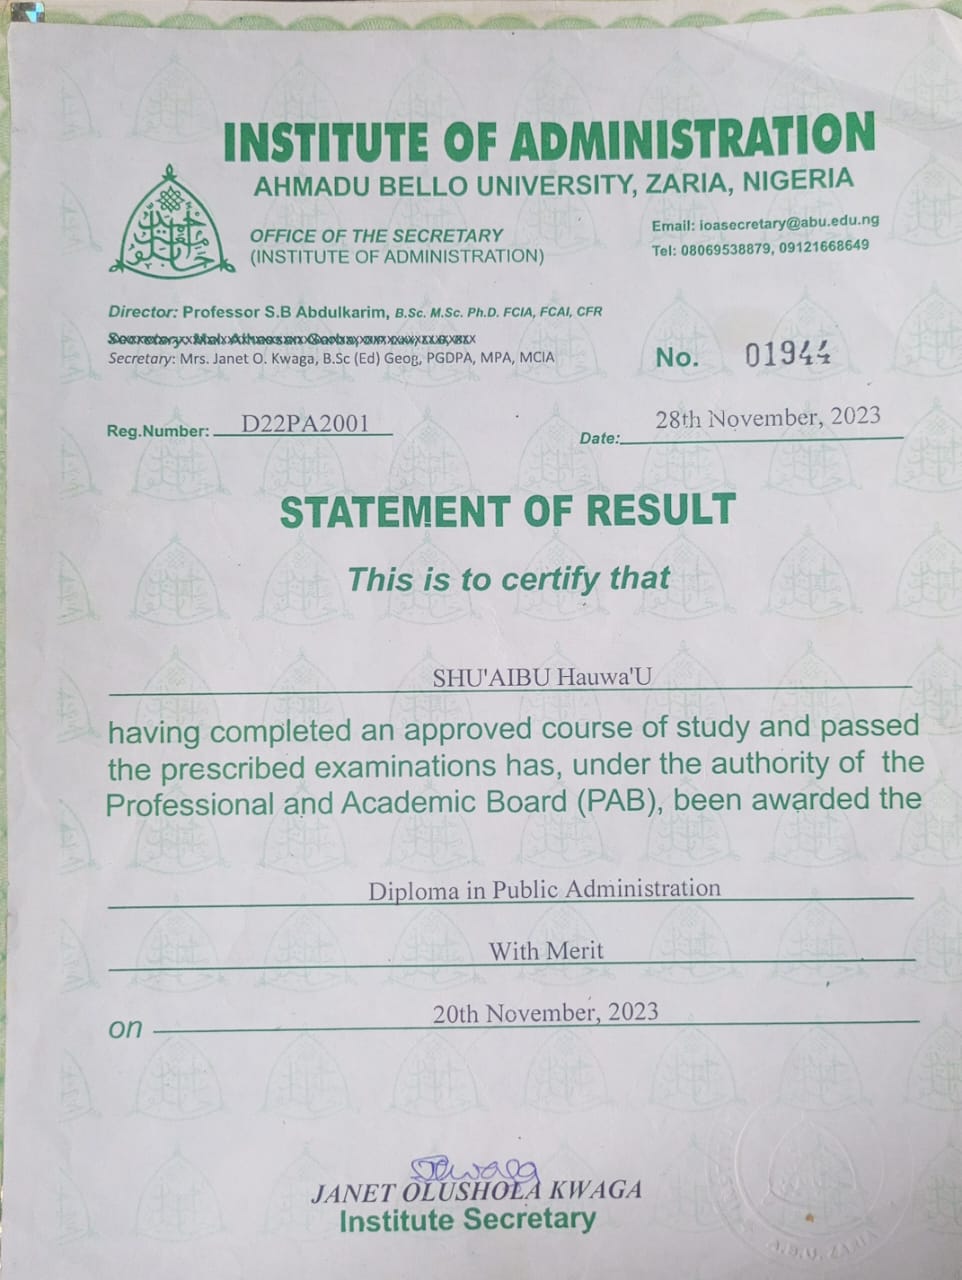 INSTITUTE OF ADMINISTRATION
AHMADU BELLO UNIVERSITY, ZARIA, NIGERIA
OFFICE OF THE SECRETARY
(INSTITUTE OF ADMINISTRATION)
Email: ioasecretary@abu.edu.ng
Tel: 08069538879, 09121668649
Director: Professor S.B Abdulkarim, B.Sc. M.Sc. Ph.D. FCIA, FCAI, CFR
Secretary: Mrs. Janet O. Kwaga, B.Sc (Ed) Geog, PGDPA, MPA, MCIA
No. 01944
Reg.Number: D22PA2001
Date: 28th November, 2023
STATEMENT OF RESULT
This is to certify that
SHU'AIBU Hauwa'U
having completed an approved course of study and passed
the prescribed examinations has, under the authority of the
Professional and Academic Board (PAB), been awarded the
Diploma in Public Administration
With Merit
on 20th November, 2023
JANET OLUSHOLA KWAGA
Institute Secretary
A.B.U. ZARIA